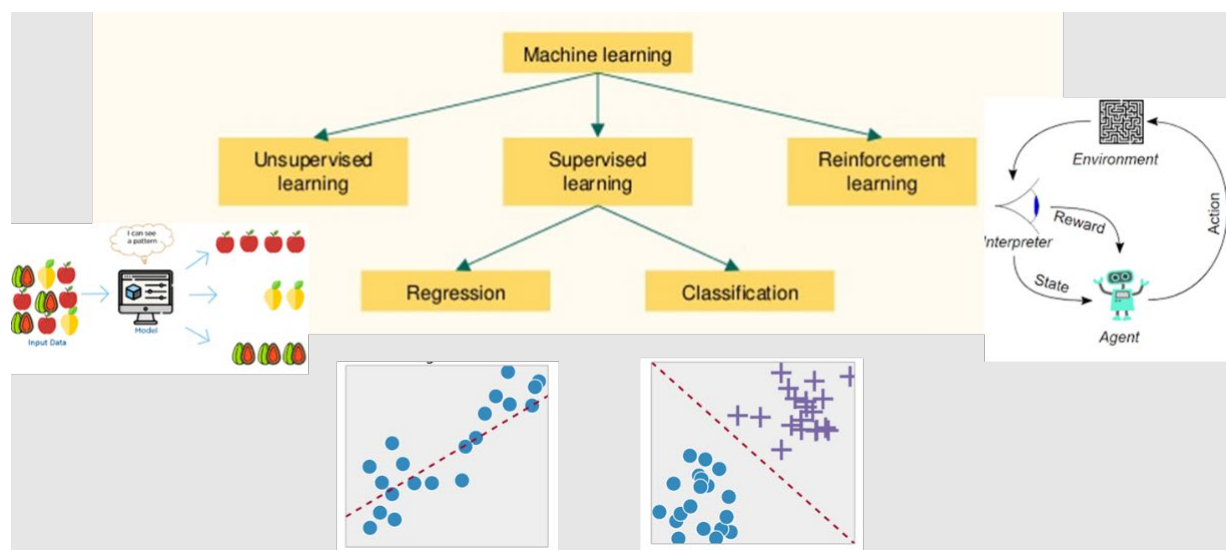 Machine learning
Unsupervised
learning
Supervised
learning
Reinforcement
learning
Regression
Classification
I can see
a pattern
Input Data
Model
Environment
Interpreter
Reward
State
Action
Agent